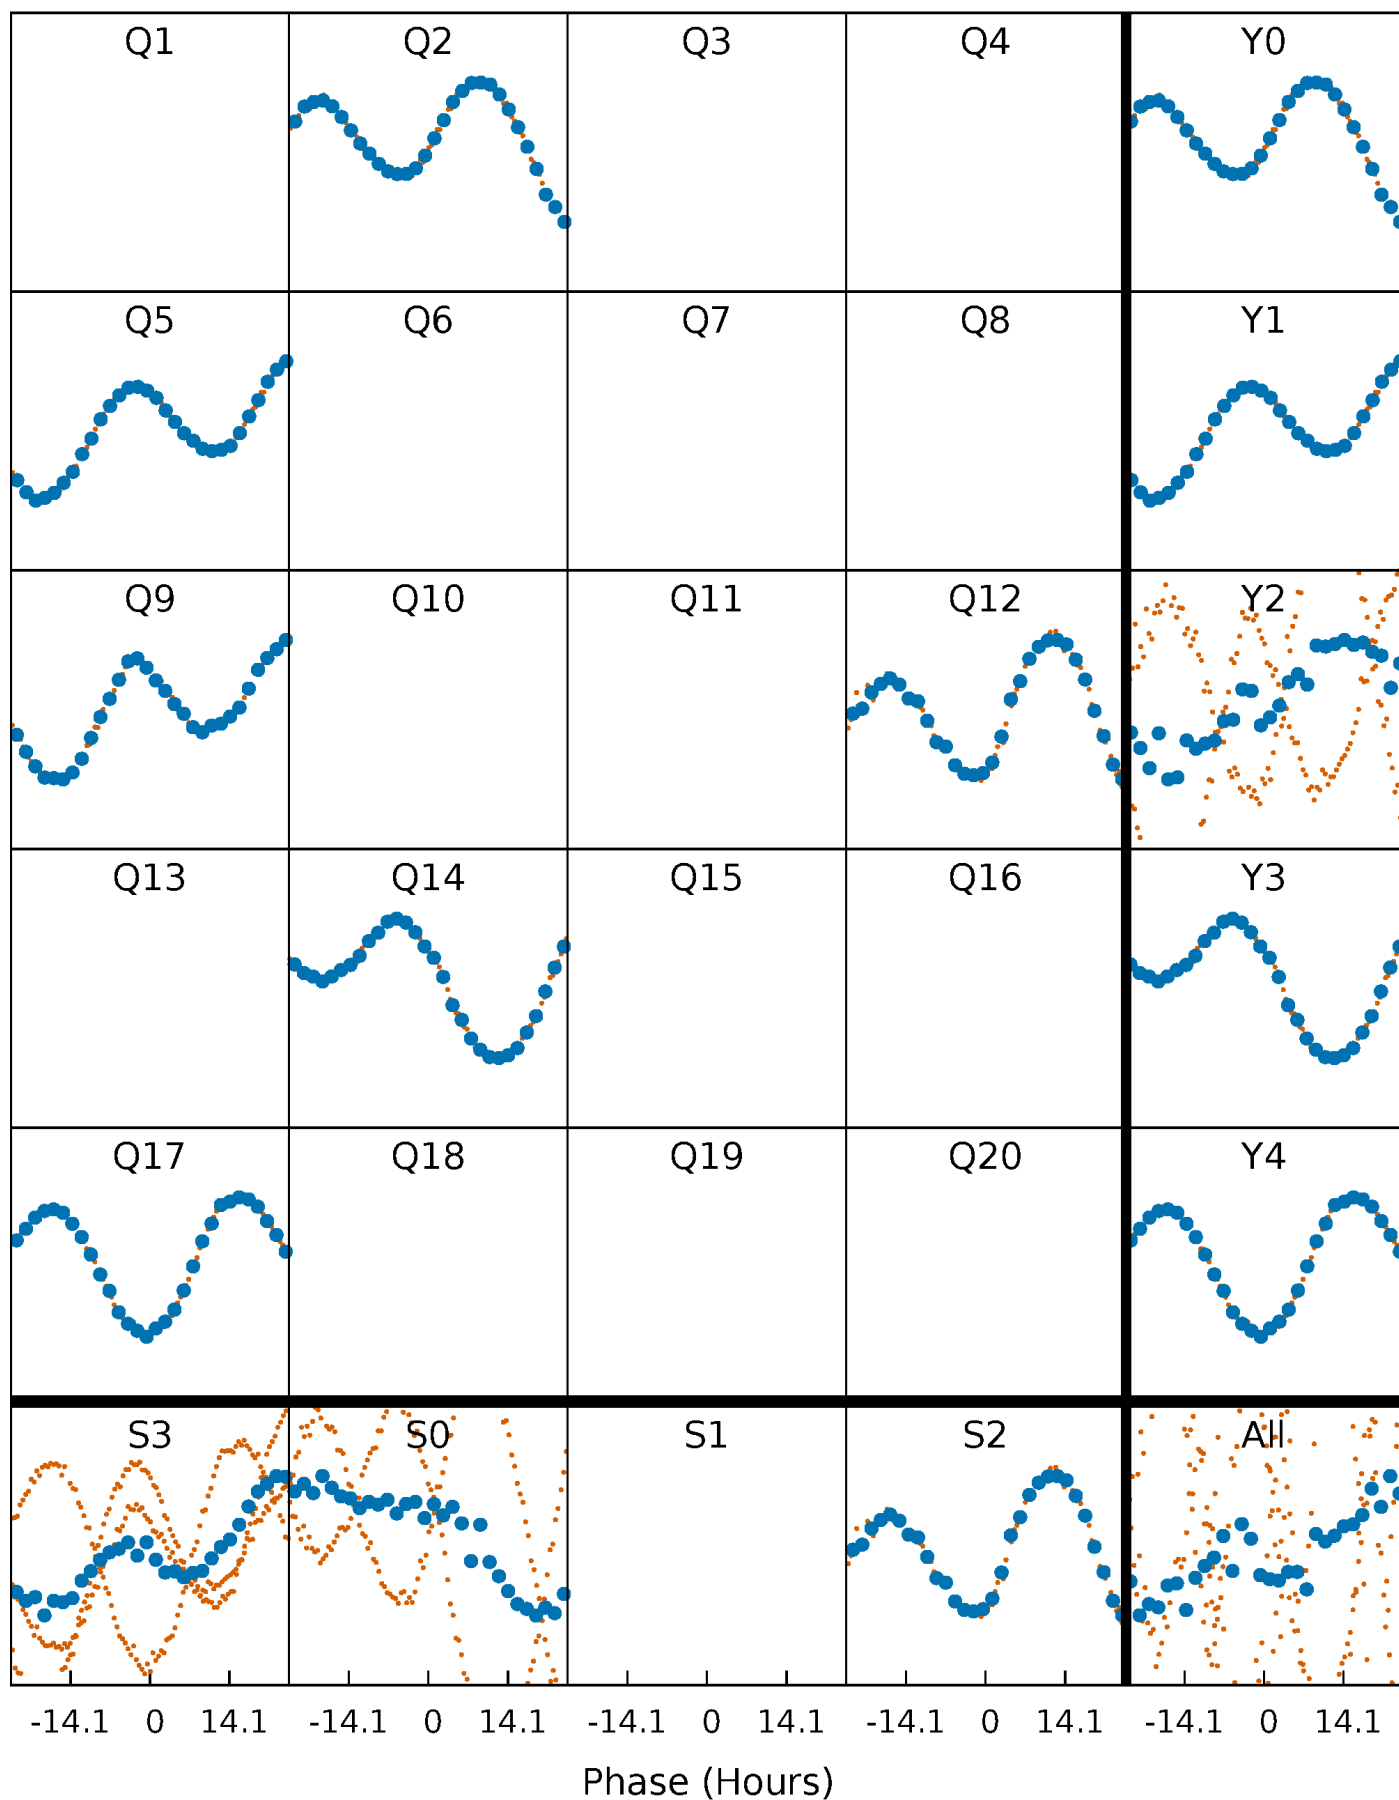 Q1 Q2 Q3 Q4 Y0
Q5 Q6 Q7 Q8 Y1
Q9 Q10 Q11 Q12 Y2
Q13 Q14 Q15 Q16 Y3
Q17 Q18 Q19 Q20 Y4
S3 S0 S1 S2 All
-14.1 0 14.1 -14.1 0 14.1 -14.1 0 14.1 -14.1 0 14.1 -14.1 0 14.1
Phase (Hours)